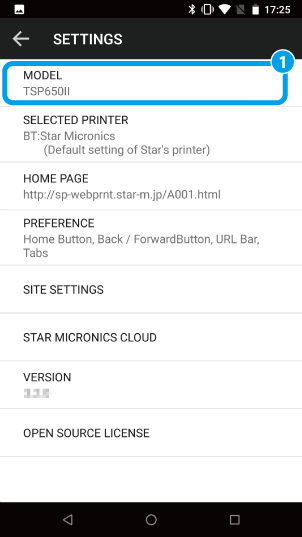 17:25
SETTINGS
1
MODEL
TSP650II
SELECTED PRINTER
BT:Star Micronics
(Default setting of Star's printer)
HOME PAGE
http://sp-webprnt.star-m.jp/A001.html
PREFERENCE
Home Button, Back / ForwardButton, URL Bar,
Tabs
SITE SETTINGS
STAR MICRONICS CLOUD
VERSION
OPEN SOURCE LICENSE